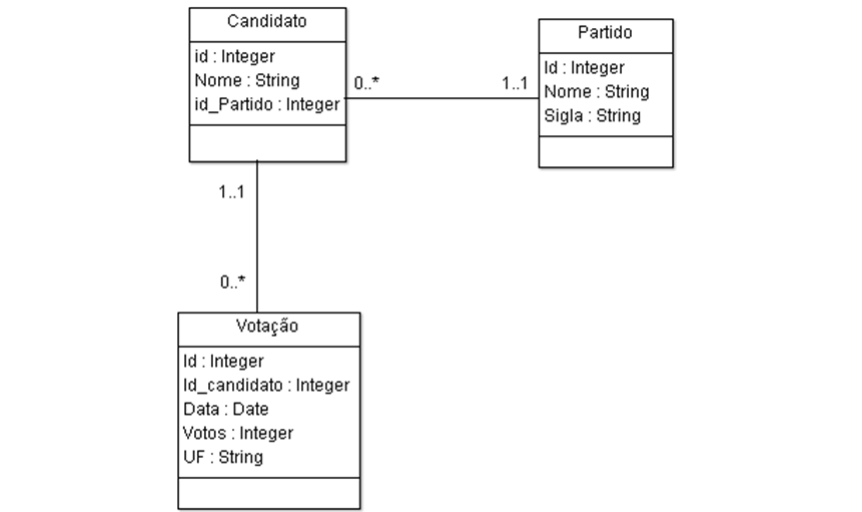 Candidato
id : Integer
Nome : String
id_Partido : Integer
0..*
1..1
Partido
Id : Integer
Nome : String
Sigla : String
1..1
0..*
Votação
Id : Integer
Id_candidato : Integer
Data : Date
Votos : Integer
UF : String